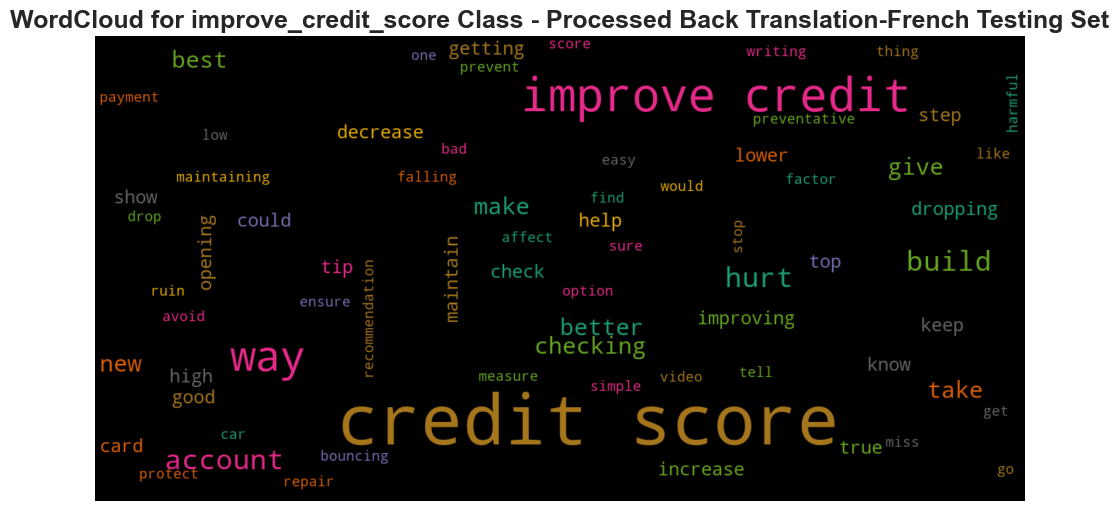 WordCloud for improve_credit_score Class - Processed Back Translation-French Testing Set
score
one
getting
writing
thing
best
prevent
harmful
payment
improve credit
preventative
step
low
decrease
bad
easy
lower
like
maintaining
falling
factor
give
show
would
find
drop
make
dropping
could
help
opening
affect
sure
stop
tip
check
hurt
top
build
maintain
ruin
ensure
option
recommendation
avoid
better
improving
keep
new
way
checking
know
high
measure
simple
video
tell
good
take
credit score
get
car
card
account
bouncing
true
miss
protect
repair
increase
go